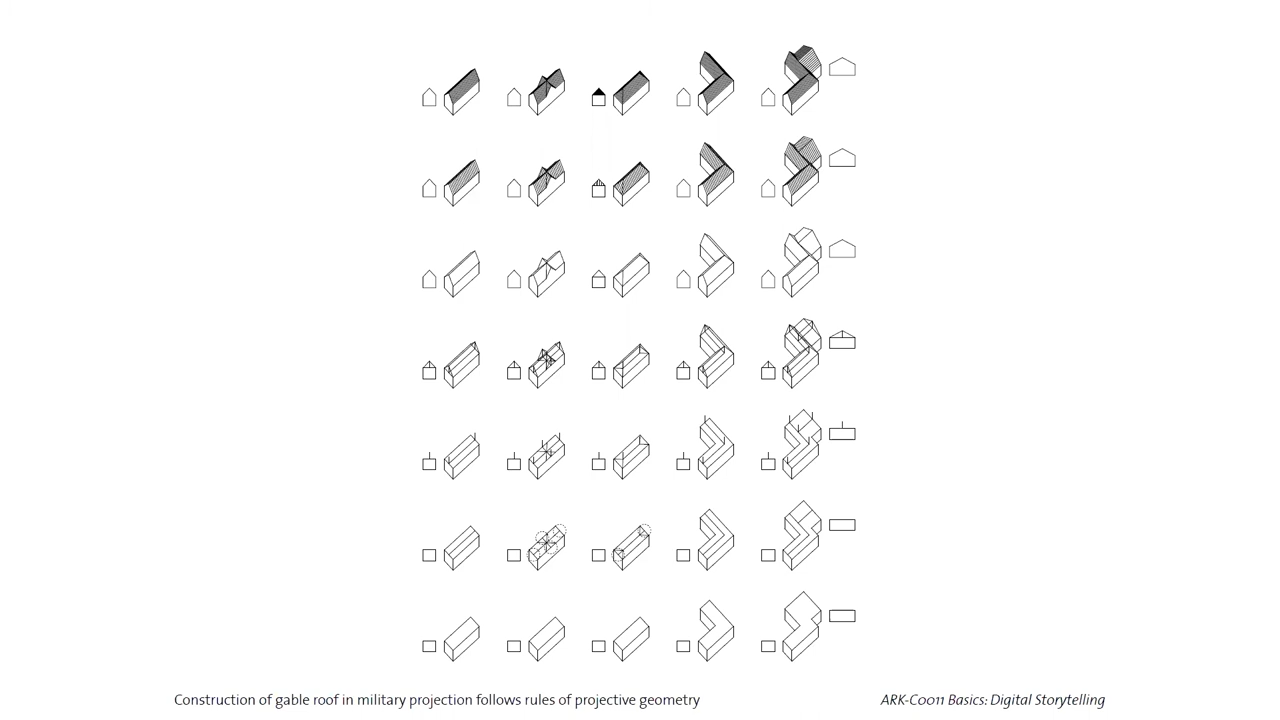 Construction of gable roof in military projection follows rules of projective geometry
ARK-C0011 Basics: Digital Storytelling